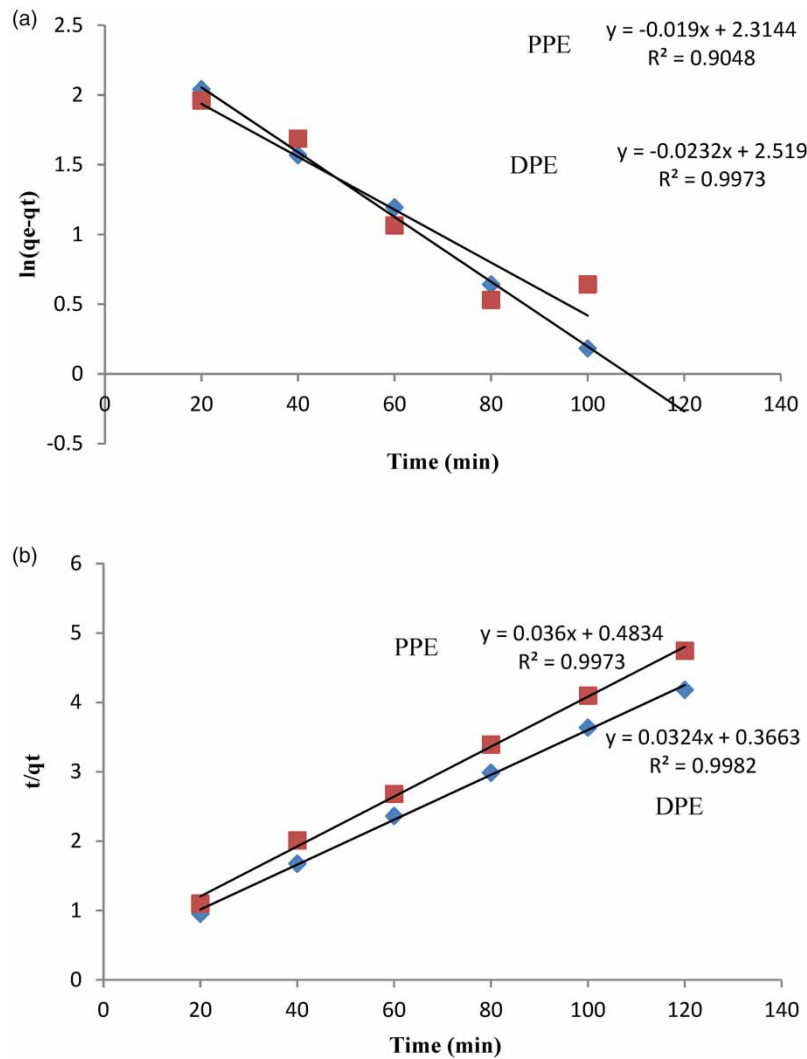 (a)
2.5
2
1.5
1
0.5
0
-0.5
ln(qe-qt)
PPE
y = -0.019x + 2.3144
R² = 0.9048
DPE
y = -0.0232x + 2.519
R² = 0.9973
0 20 40 60 80 100 120 140
Time (min)
(b)
6
5
4
3
2
1
0
t/qt
PPE
y = 0.036x + 0.4834
R² = 0.9973
y = 0.0324x + 0.3663
R² = 0.9982
DPE
0 20 40 60 80 100 120 140
Time (min)